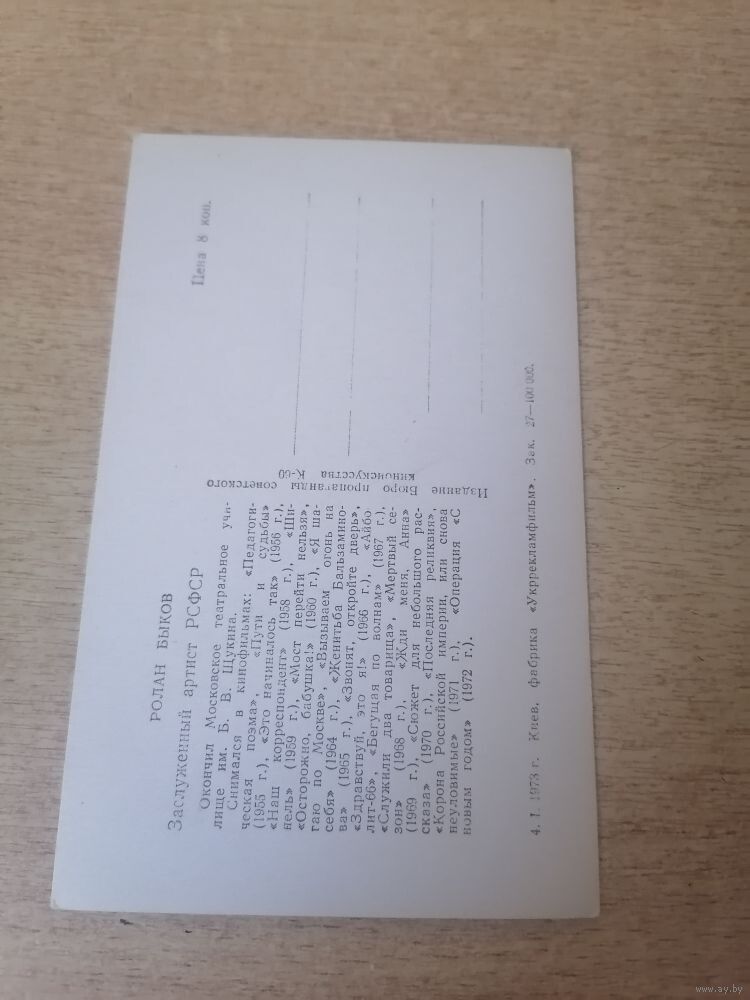 РОЛАН БЫКОВ
Заслуженный артист РСФСР
Окончил Московское театральное учи-
лище им. Б. В. Щукина.
Снимался в кинофильмах: «Педагоги-
ческая поэма», «Пути и судьбы»
(1955 г.), «Это начиналось так» (1956 г.),
«Наш корреспондент» (1958 г.), «Ши-
нель» (1959 г.), «Мост перейти нельзя»,
«Осторожно, бабушка!» (1960 г.), «Я ша-
гаю по Москве», «Вызываем огонь на
себя» (1964 г.), «Женитьба Бальзамино-
ва» (1965 г.), «Звонят, откройте дверь»,
«Здравствуй, это я!» (1966 г.), «Айбо
лит-66», «Бегущая по волнам» (1967 г.),
«Служили два товарища», «Мертвый се-
зон» (1968 г.), «Жди меня, Анна»
(1969 г.), «Сюжет для небольшого рас-
сказа» (1970 г.), «Последняя реликвия»,
«Корона Российской империи, или снова
неуловимые» (1971 г.), «Операция «С
новым годом» (1972 г.).
Издание Бюро пропаганды советского
киноискусства К-60
Цена 8 коп.
4. I. 1973 г. Киев, фабрика «Укррекламфильм». Зак. 27—100 000.
www.ay.by